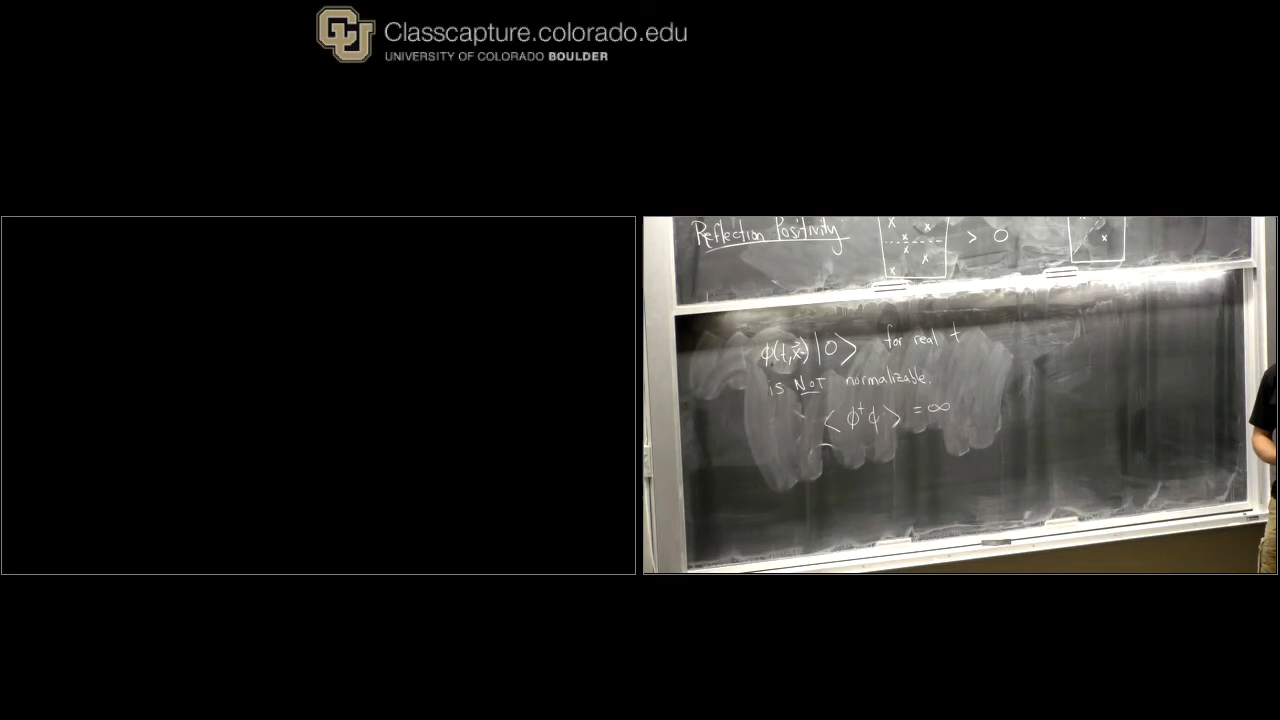 Classcapture.colorado.edu
UNIVERSITY OF COLORADO BOULDER
Reflection Positivity > 0
ϕ(t,x⃗)|0⟩ for real t
is NOT normalizable.
⟨ϕ†ϕ⟩ = ∞